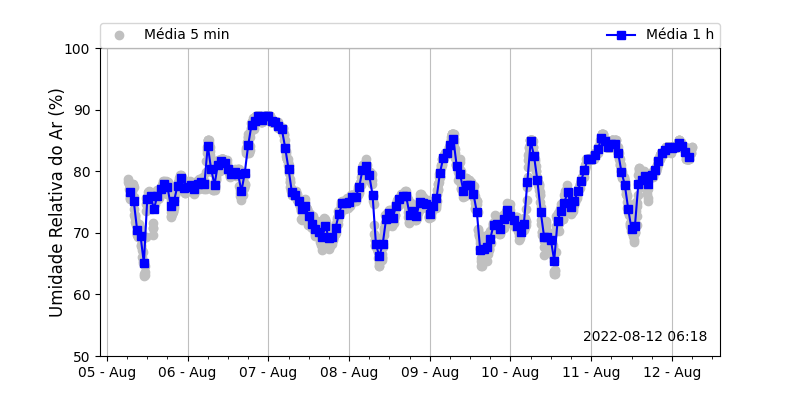 Média 5 min
Média 1 h
Umidade Relativa do Ar (%)
100
90
80
70
60
50
2022-08-12 06:18
05 - Aug
06 - Aug
07 - Aug
08 - Aug
09 - Aug
10 - Aug
11 - Aug
12 - Aug